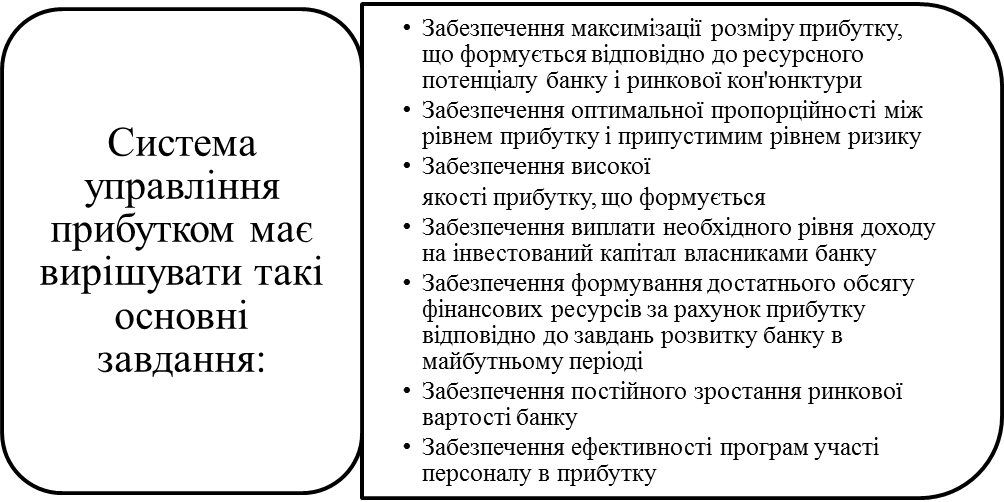 Система
управління
прибутком має
вирішувати такі
основні
завдання:
• Забезпечення максимізації розміру прибутку,
що формується відповідно до ресурсного
потенціалу банку і ринкової кон'юнктури
• Забезпечення оптимальної пропорційності між
рівнем прибутку і припустимим рівнем ризику
• Забезпечення високої
якості прибутку, що формується
• Забезпечення виплати необхідного рівня доходу
на інвестований капітал власниками банку
• Забезпечення формування достатнього обсягу
фінансових ресурсів за рахунок прибутку
відповідно до завдань розвитку банку в
майбутньому періоді
• Забезпечення постійного зростання ринкової
вартості банку
• Забезпечення ефективності програм участі
персоналу в прибутку